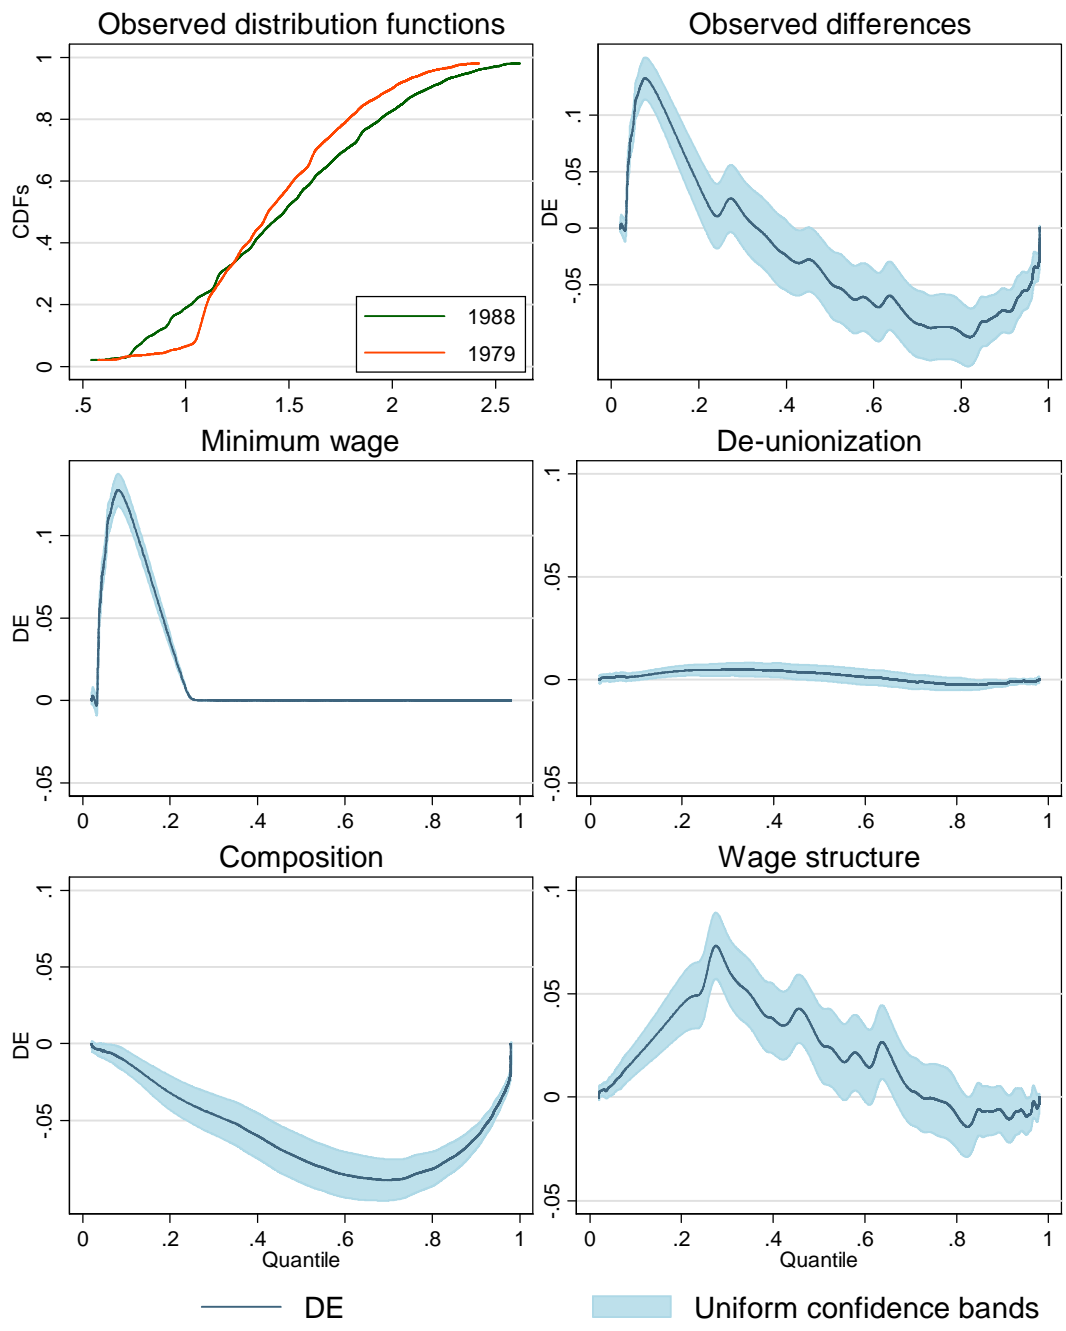 Observed distribution functions
CDFs
1
.8
.6
.4
.2
0
1988
1979
.5 1 1.5 2 2.5
Observed differences
DE
.1
.05
0
-.05
0 .2 .4 .6 .8 1
Minimum wage
DE
.1
.05
0
-.05
0 .2 .4 .6 .8 1
De-unionization
.1
.05
0
-.05
0 .2 .4 .6 .8 1
Composition
DE
.1
.05
0
-.05
0 .2 .4 .6 .8 1
Quantile
Wage structure
.1
.05
0
-.05
0 .2 .4 .6 .8 1
Quantile
DE
Uniform confidence bands